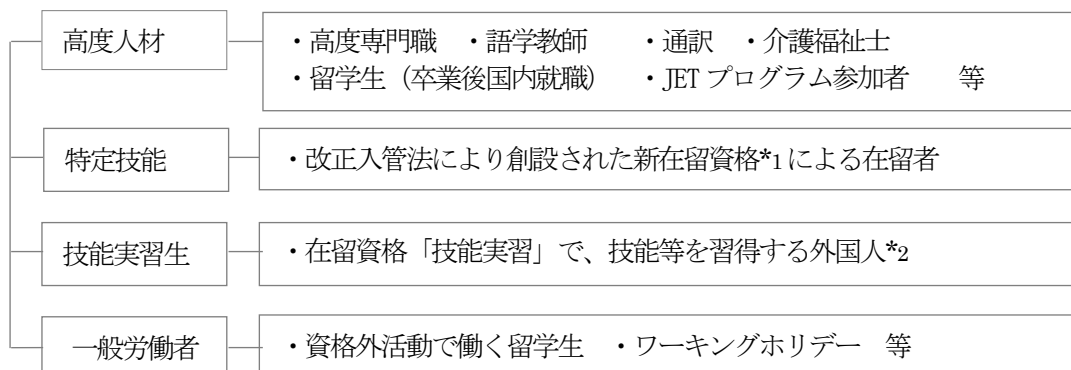 高度人材
・高度専門職 ・語学教師 ・通訳 ・介護福祉士
・留学生（卒業後国内就職） ・JET プログラム参加者 等
特定技能
・改正入管法により創設された新在留資格*1による在留者
技能実習生
・在留資格「技能実習」で、技能等を習得する外国人*2
一般労働者
・資格外活動で働く留学生 ・ワーキングホリデー 等